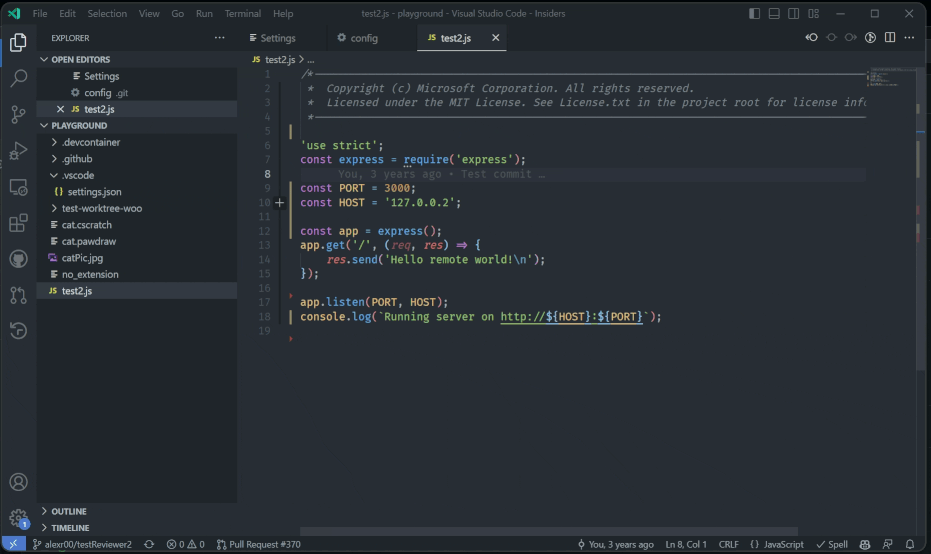 File Edit Selection View Go Run Terminal Help
test2.js - playground - Visual Studio Code - Insiders
EXPLORER
OPEN EDITORS
Settings
config .git
JS test2.js
PLAYGROUND
.devcontainer
.github
.vscode
{} settings.json
test-worktree-woo
cat.cscratch
cat.pawdraw
catPic.jpg
no_extension
JS test2.js
OUTLINE
TIMELINE
Settings
config
JS test2.js
JS test2.js > ...
1 /*
2 * Copyright (c) Microsoft Corporation. All rights reserved.
3 * Licensed under the MIT License. See License.txt in the project root for license info
4 *
5
6 'use strict';
7 const express = require('express');
8 You, 3 years ago • Test commit …
9 const PORT = 3000;
10 const HOST = '127.0.0.2';
11
12 const app = express();
13 app.get('/', (req, res) => {
14 res.send('Hello remote world!\n');
15 });
16
17 app.listen(PORT, HOST);
18 console.log(`Running server on http://${HOST}:${PORT}`);
19
1
alexr00/testReviewer2 0 0 Pull Request #370 You, 3 years ago Ln 8, Col 1 CRLF {} JavaScript Spell